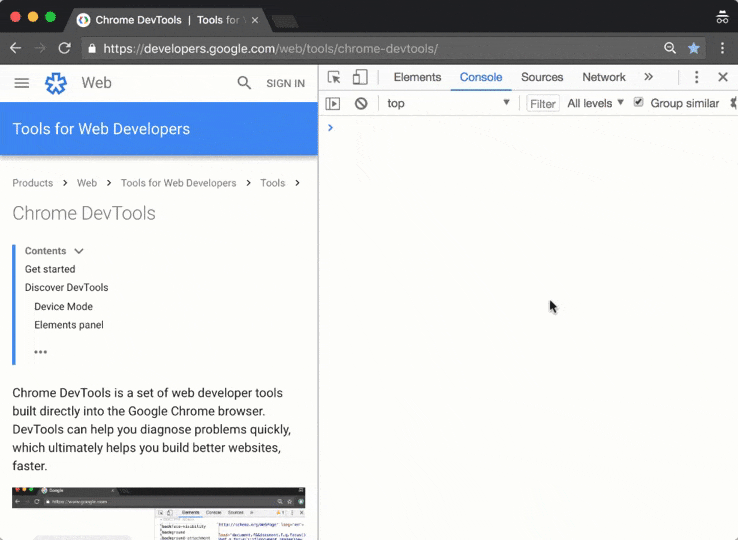 Chrome DevTools | Tools for
https://developers.google.com/web/tools/chrome-devtools/
Web
SIGN IN
Tools for Web Developers
Products > Web > Tools for Web Developers > Tools >
Chrome DevTools
Contents
Get started
Discover DevTools
Device Mode
Elements panel
•••
Chrome DevTools is a set of web developer tools
built directly into the Google Chrome browser.
DevTools can help you diagnose problems quickly,
which ultimately helps you build better websites,
faster.
Elements Console Sources Network »
top
Filter
All levels
Group similar